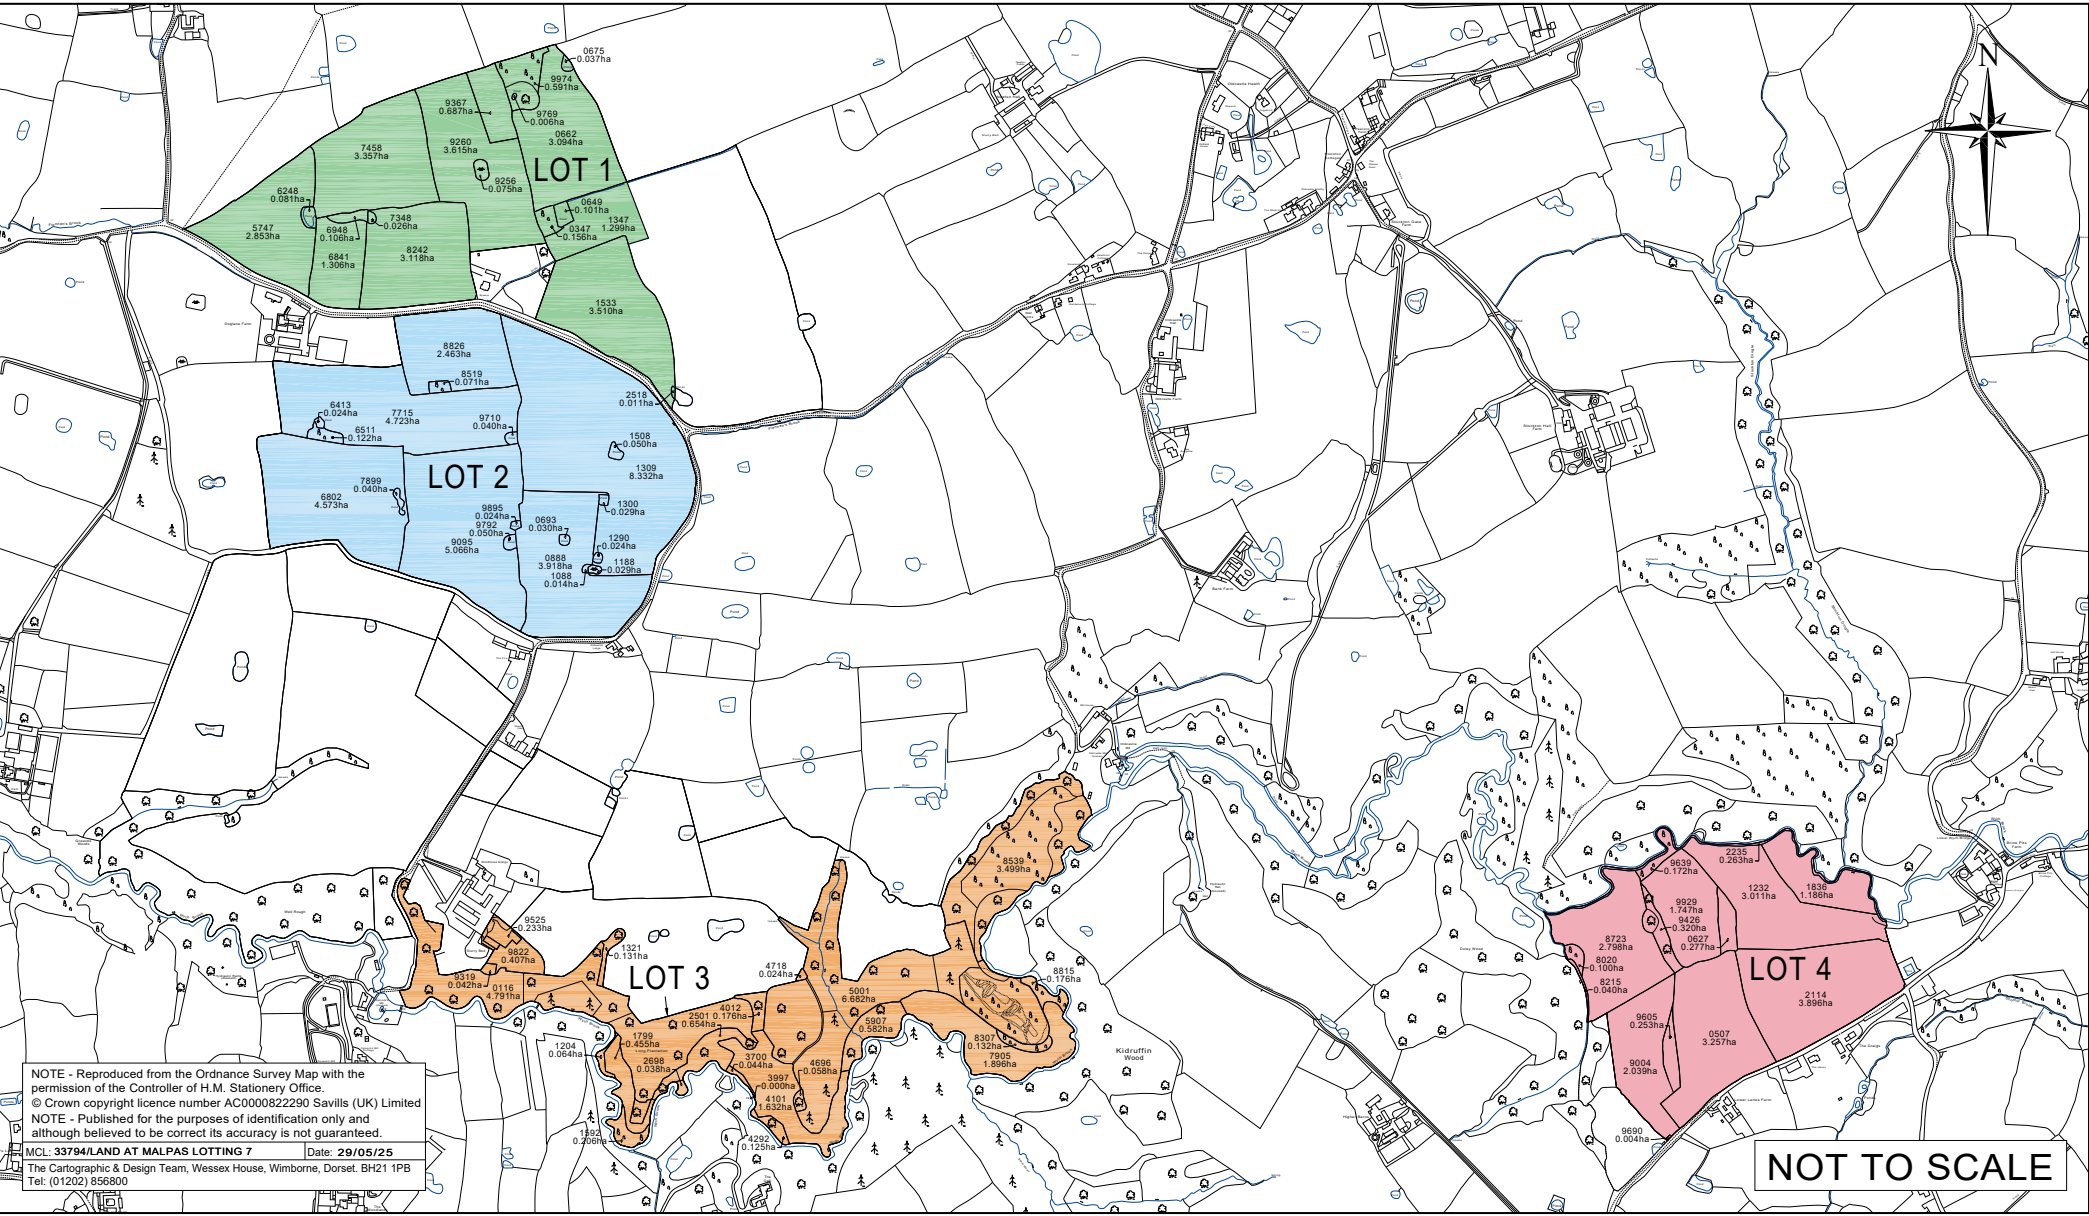 N
0675
0.037ha
9974
0.591ha
9367
0.687ha
9769
0.006ha
0662
3.094ha
7458
3.357ha
9260
3.615ha
LOT 1
9256
0.075ha
6248
0.081ha
0649
0.101ha
1347
1.299ha
0347
0.156ha
5747
2.853ha
6948
0.106ha
7348
0.026ha
6841
1.306ha
8242
3.118ha
1533
3.510ha
8826
2.463ha
8519
0.071ha
2518
0.011ha
6413
0.024ha
7715
4.723ha
9710
0.040ha
6511
0.122ha
1508
0.050ha
1309
8.332ha
LOT 2
7899
0.040ha
6802
4.573ha
1300
0.029ha
9895
0.024ha
9792
0.050ha
9095
5.066ha
0693
0.030ha
1290
0.024ha
0888
3.918ha
1188
0.029ha
1088
0.014ha
8539
3.499ha
9525
0.233ha
9822
0.407ha
9319
0.042ha
0116
4.791ha
1321
0.131ha
LOT 3
4718
0.024ha
8815
0.176ha
5001
6.682ha
4012
0.176ha
2501
0.654ha
5907
0.582ha
8307
0.132ha
7905
1.896ha
1204
0.064ha
1799
0.455ha
Long Plantation
2698
0.038ha
3700
0.044ha
4696
0.058ha
3997
0.000ha
4101
1.632ha
1592
0.206ha
4292
0.125ha
Kidruffin
Wood
2235
0.263ha
9639
0.172ha
1232
3.011ha
1836
1.186ha
9929
1.747ha
9426
0.320ha
0627
0.277ha
8723
2.798ha
8020
0.100ha
8215
0.040ha
LOT 4
2114
3.896ha
9605
0.253ha
0507
3.257ha
9004
2.039ha
9690
0.004ha
NOTE - Reproduced from the Ordnance Survey Map with the
permission of the Controller of H.M. Stationery Office.
© Crown copyright licence number AC0000822290 Savills (UK) Limited
NOTE - Published for the purposes of identification only and
although believed to be correct its accuracy is not guaranteed.
MCL: 33794/LAND AT MALPAS LOTTING 7 Date: 29/05/25
The Cartographic & Design Team, Wessex House, Wimborne, Dorset. BH21 1PB
Tel: (01202) 856800
NOT TO SCALE